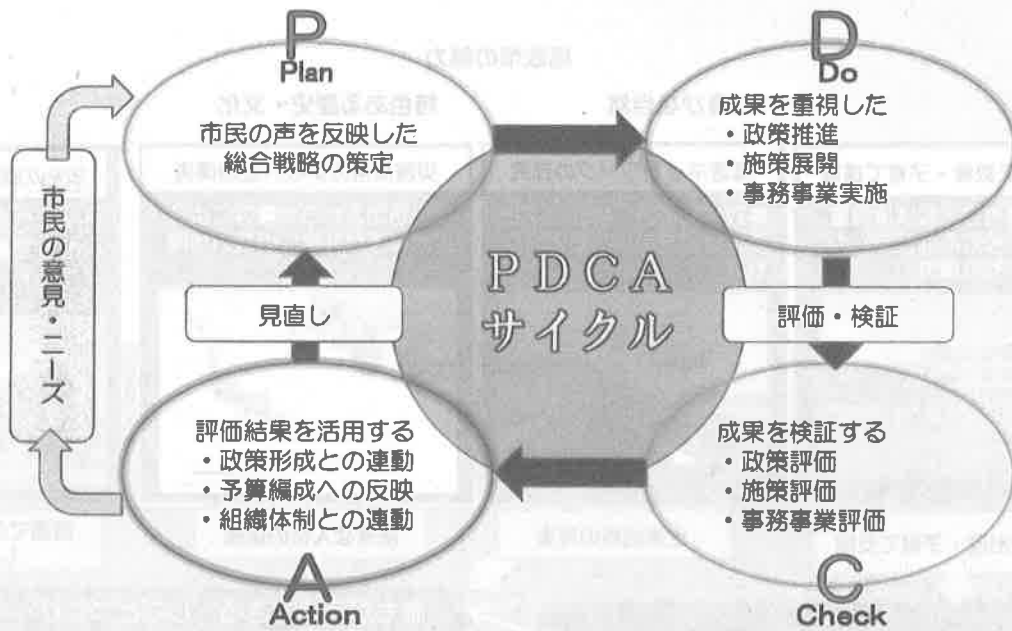 P
Plan
市民の声を反映した
総合戦略の策定
D
Do
成果を重視した
・政策推進
・施策展開
・事務事業実施
市民の意見・ニーズ
PDCA
サイクル
見直し
評価・検証
評価結果を活用する
・政策形成との連動
・予算編成への反映
・組織体制との連動
A
Action
成果を検証する
・政策評価
・施策評価
・事務事業評価
C
Check